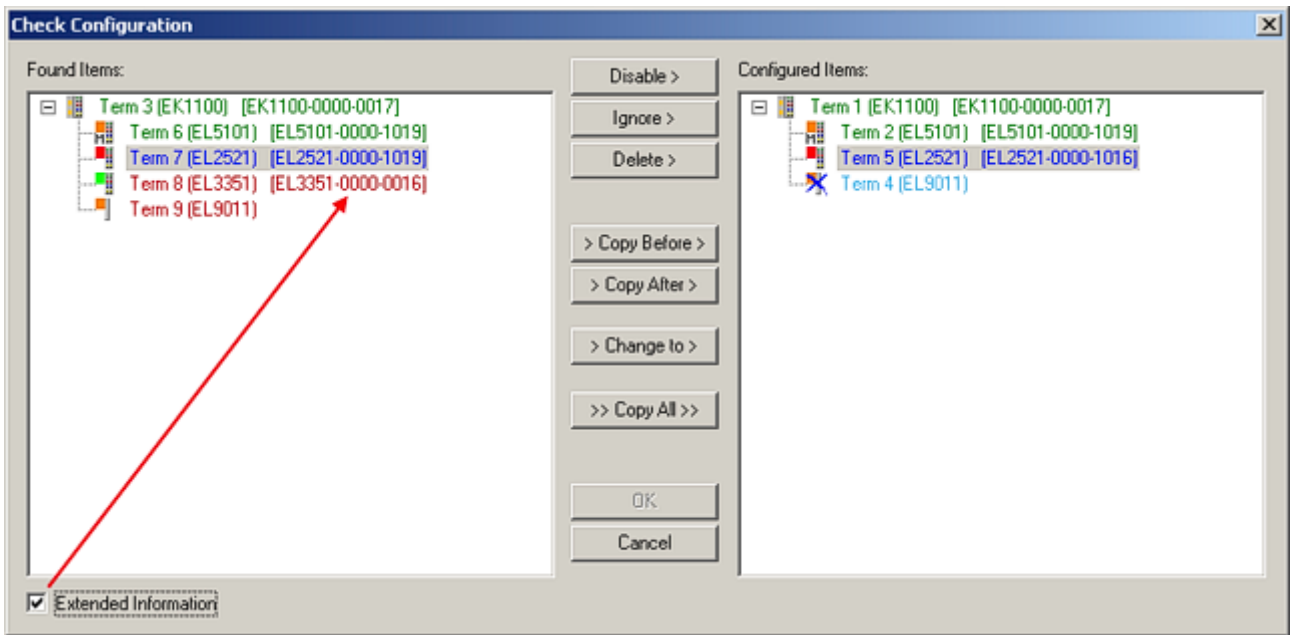 Check Configuration
Found Items:
Term 3 (EK1100) [EK1100-0000-0017]
Term 6 (EL5101) [EL5101-0000-1019]
Term 7 (EL2521) [EL2521-0000-1019]
Term 8 (EL3351) [EL3351-0000-0016]
Term 9 (EL9011)
Extended Information
Disable >
Ignore >
Delete >
> Copy Before >
> Copy After >
> Change to >
>> Copy All >>
OK
Cancel
Configured Items:
Term 1 (EK1100) [EK1100-0000-0017]
Term 2 (EL5101) [EL5101-0000-1019]
Term 5 (EL2521) [EL2521-0000-1016]
Term 4 (EL9011)